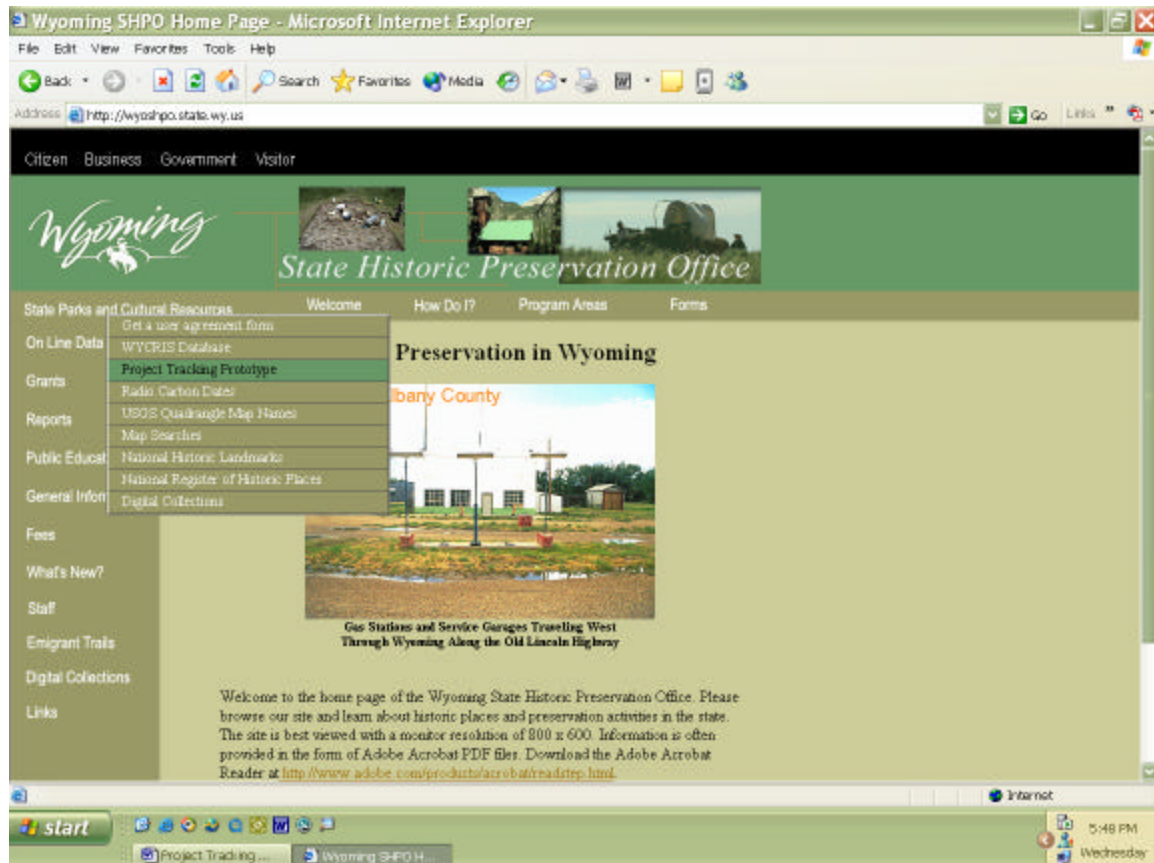 Wyoming SHPO Home Page - Microsoft Internet Explorer
File Edit View Favorites Tools Help
Back Search Favorites Media
Address http://wyoshpo.state.wy.us Go Links »
Citizen Business Government Visitor
Wyoming
State Historic Preservation Office
State Parks and Cultural Resources Welcome How Do I? Program Areas Forms
Get a user agreement form
On Line Data
WYCRIS Database
Preservation in Wyoming
Project Tracking Prototype
Grants
Radio Carbon Dates
lbany County
Reports
USGS Quadrangle Map Names
Map Searches
Public Educat
National Historic Landmarks
National Register of Historic Places
General Infor
Digital Collections
Fees
What's New?
Staff
Emigrant Trails
Digital Collections
Links
Gas Stations and Service Garages Traveling West
Through Wyoming Along the Old Lincoln Highway
Welcome to the home page of the Wyoming State Historic Preservation Office. Please
browse our site and learn about historic places and preservation activities in the state.
The site is best viewed with a monitor resolution of 800 x 600. Information is often
provided in the form of Adobe Acrobat PDF files. Download the Adobe Acrobat
Reader at http://www.adobe.com/products/acrobat/readstep.html.
Internet
start
5:48 PM
Project Tracking ... Wyoming SHPO H... Wednesday